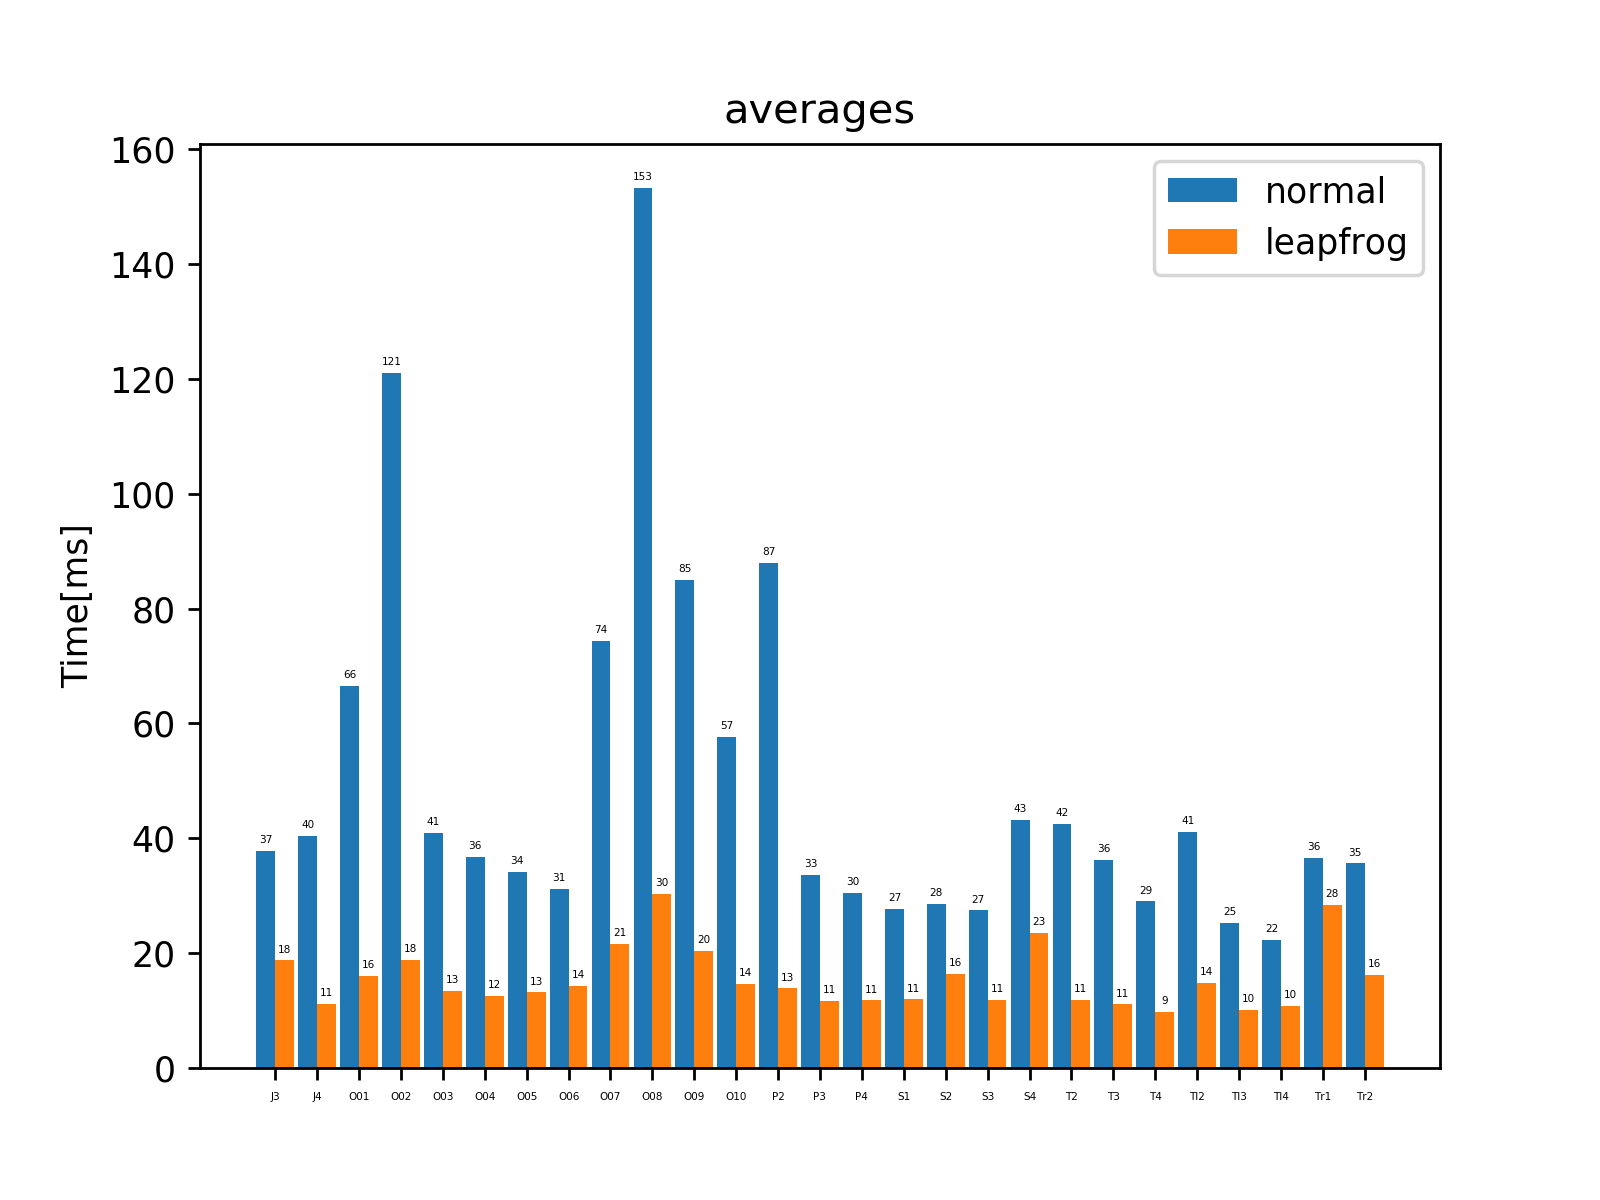 averages
160
140
120
100
80
60
40
20
0
Time[ms]
normal
leapfrog
37 18 40 11 66 16 121 18 41 13 36 12 34 13 31 14 74 21 153 30 85 20 57 14 87 13 33 11 30 11 27 11 28 16 27 11 43 23 42 11 36 11 29 9 41 14 25 10 22 10 36 28 35 16
J3 J4 O01 O02 O03 O04 O05 O06 O07 O08 O09 O10 P2 P3 P4 S1 S2 S3 S4 T2 T3 T4 Tl2 Tl3 Tl4 Tr1 Tr2